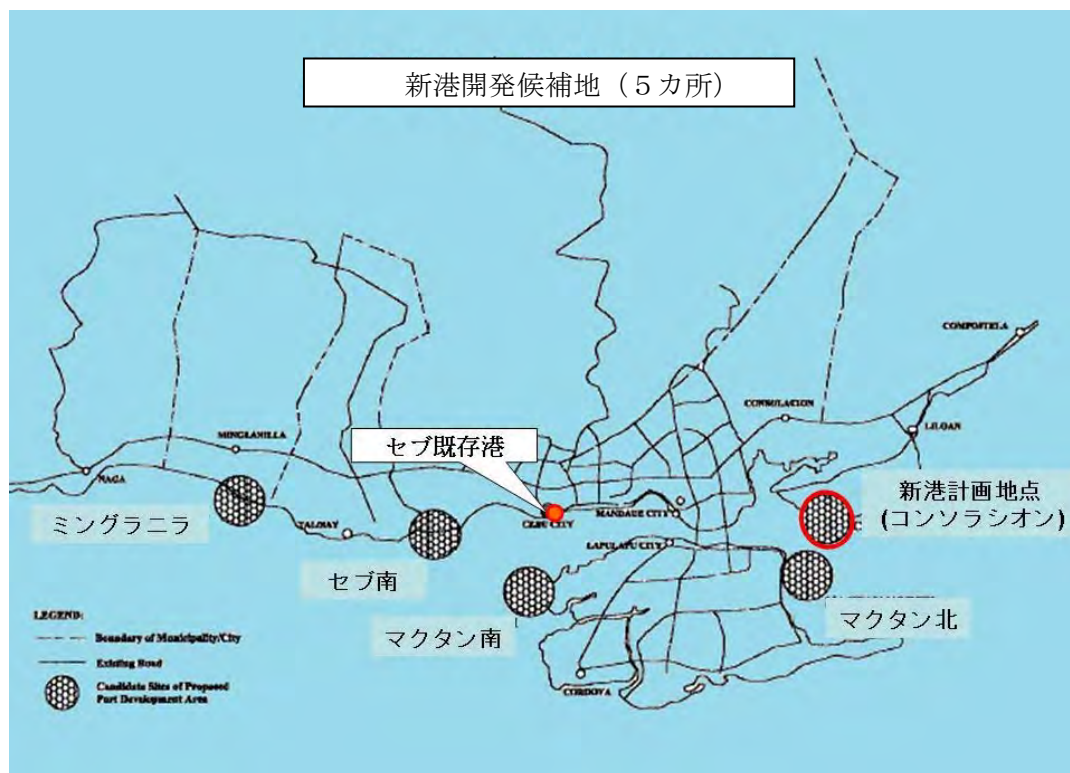 新港開発候補地（５カ所）
COMPOSTELA
CONSOLACION
LILOAN
MINGLANILLA
セブ既存港
NAGA
ミングラニラ
TALISAY
セブ南
CEBU CITY
MANDAUE CITY
新港計画地点
(コンソラシオン)
LAPULAPU CITY
マクタン南
マクタン北
CORDOVA
LEGEND:
Boundary of Municipality/City
Existing Road
Candidate Sites of Proposed
Port Development Area